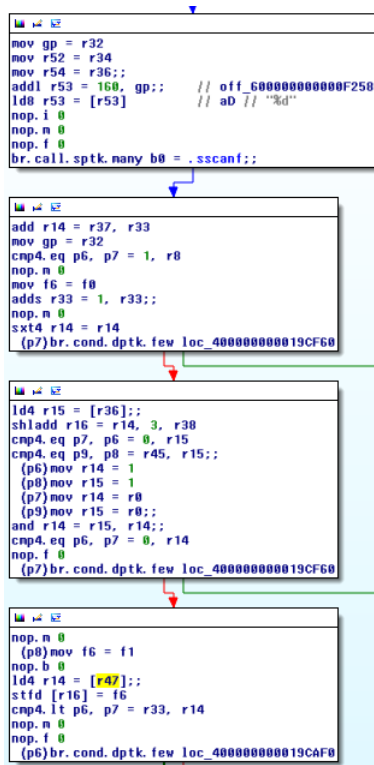 mov gp = r32
mov r52 = r34
mov r54 = r36;;
addl r53 = 160, gp;; // off_600000000000F258
ld8 r53 = [r53] // aD // "%d"
nop.i 0
nop.m 0
nop.f 0
br.call.sptk.many b0 = .sscanf;;
add r14 = r37, r33
mov gp = r32
cmp4.eq p6, p7 = 1, r8
nop.m 0
mov f6 = f0
adds r33 = 1, r33;;
nop.m 0
sxt4 r14 = r14
(p7)br.cond.dptk.few loc_400000000019CF60
ld4 r15 = [r36];;
shladd r16 = r14, 3, r38
cmp4.eq p7, p6 = 0, r15
cmp4.eq p9, p8 = r45, r15;;
(p6)mov r14 = 1
(p8)mov r15 = 1
(p7)mov r14 = r0
(p9)mov r15 = r0;;
and r14 = r15, r14;;
cmp4.eq p6, p7 = 0, r14
nop.f 0
(p7)br.cond.dptk.few loc_400000000019CF60
nop.m 0
(p8)mov f6 = f1
nop.b 0
ld4 r14 = [r47];;
stfd [r16] = f6
cmp4.lt p6, p7 = r33, r14
nop.m 0
nop.f 0
(p6)br.cond.dptk.few loc_400000000019CAF0